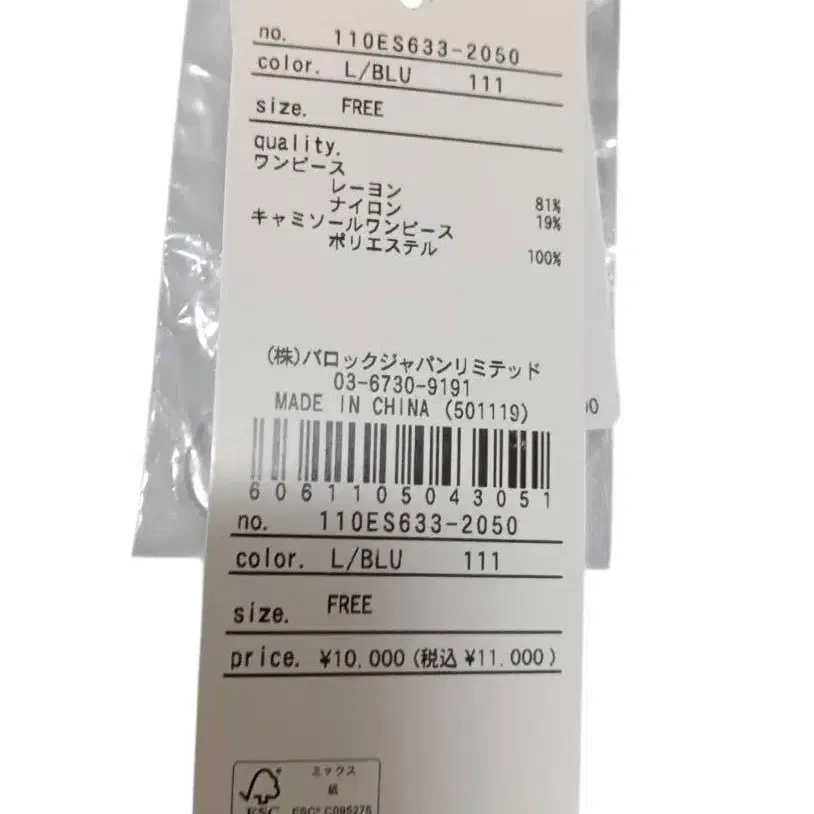 no. 110ES633-2050
color. L/BLU 111
size. FREE
quality.
ワンピース
レーヨン 81%
ナイロン 19%
キャミソールワンピース
ポリエステル 100%
(株)バロックジャパンリミテッド
03-6730-9191
MADE IN CHINA (501119)
6061105043051
no. 110ES633-2050
color. L/BLU 111
size. FREE
price. ¥10,000 (税込 ¥11,000)
ミックス
紙